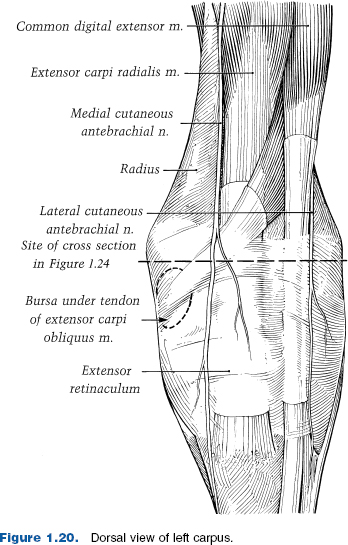 Common digital extensor m.
Extensor carpi radialis m.
Medial cutaneous
antebrachial n.
Radius
Lateral cutaneous
antebrachial n.
Site of cross section
in Figure 1.24
Bursa under tendon
of extensor carpi
obliquus m.
Extensor
retinaculum
Figure 1.20. Dorsal view of left carpus.